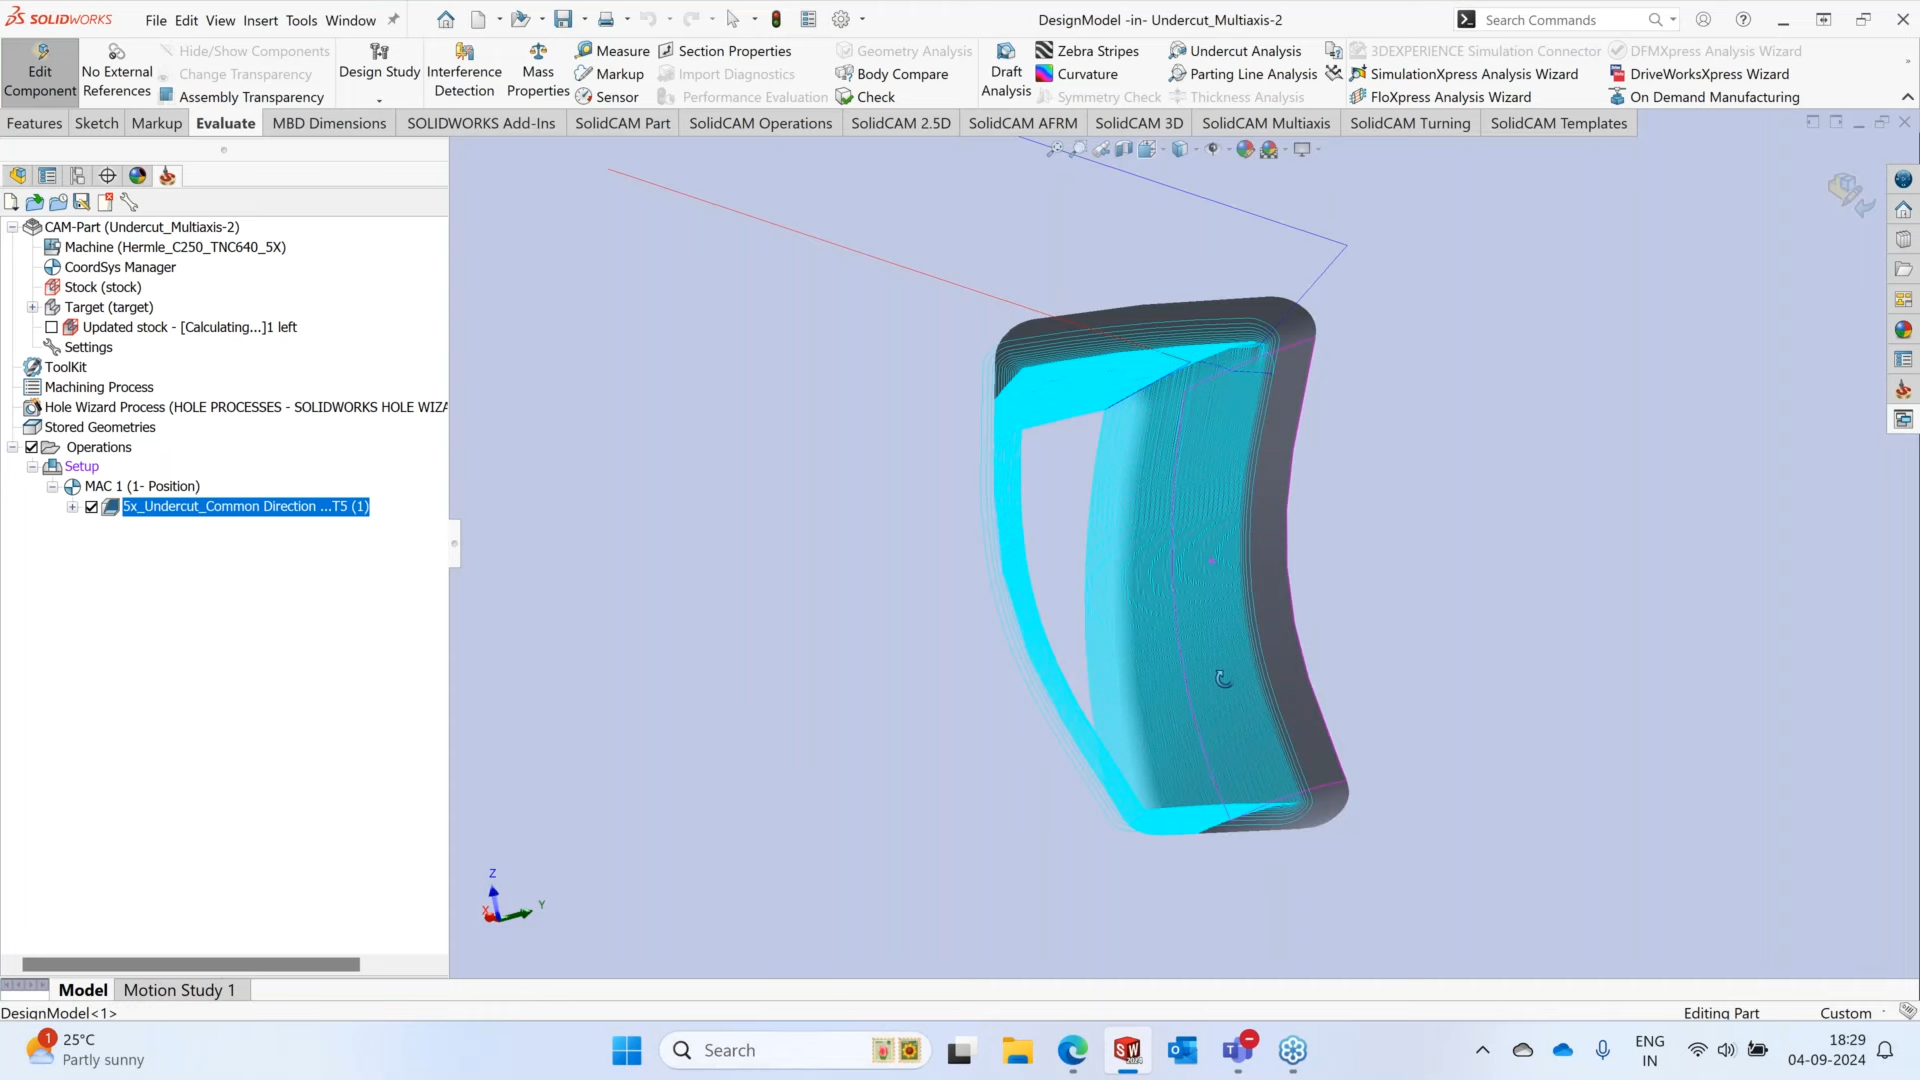 SOLIDWORKS File Edit View Insert Tools Window DesignModel -in- Undercut_Multiaxis-2 Search Commands
Edit Component
No External References
Hide/Show Components
Change Transparency
Assembly Transparency
Design Study
Interference Detection
Mass Properties
Measure
Markup
Sensor
Section Properties
Import Diagnostics
Performance Evaluation
Geometry Analysis
Body Compare
Check
Draft Analysis
Zebra Stripes
Curvature
Symmetry Check
Undercut Analysis
Parting Line Analysis
Thickness Analysis
3DEXPERIENCE Simulation Connector
SimulationXpress Analysis Wizard
FloXpress Analysis Wizard
DFMXpress Analysis Wizard
DriveWorksXpress Wizard
On Demand Manufacturing
Features Sketch Markup Evaluate MBD Dimensions SOLIDWORKS Add-Ins SolidCAM Part SolidCAM Operations SolidCAM 2.5D SolidCAM AFRM SolidCAM 3D SolidCAM Multiaxis SolidCAM Turning SolidCAM Templates
CAM-Part (Undercut_Multiaxis-2)
Machine (Hermle_C250_TNC640_5X)
CoordSys Manager
Stock (stock)
Target (target)
Updated stock - [Calculating...]1 left
Settings
ToolKit
Machining Process
Hole Wizard Process (HOLE PROCESSES - SOLIDWORKS HOLE WIZA
Stored Geometries
Operations
Setup
MAC 1 (1- Position)
5x_Undercut_Common Direction ...T5 (1)
Z
X
Y
Model Motion Study 1
DesignModel<1> Editing Part Custom
1
25°C
Partly sunny
Search
SW
2024
ENG
IN
18:29
04-09-2024